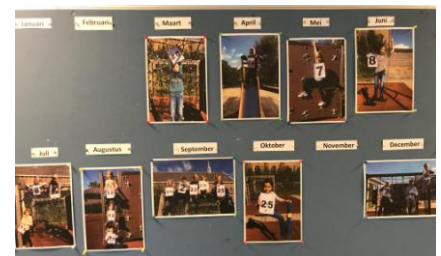 Januari
Februari
Maart
April
Mei
Juni
7
8
Juli
Augustus
September
Oktober
November
December
25